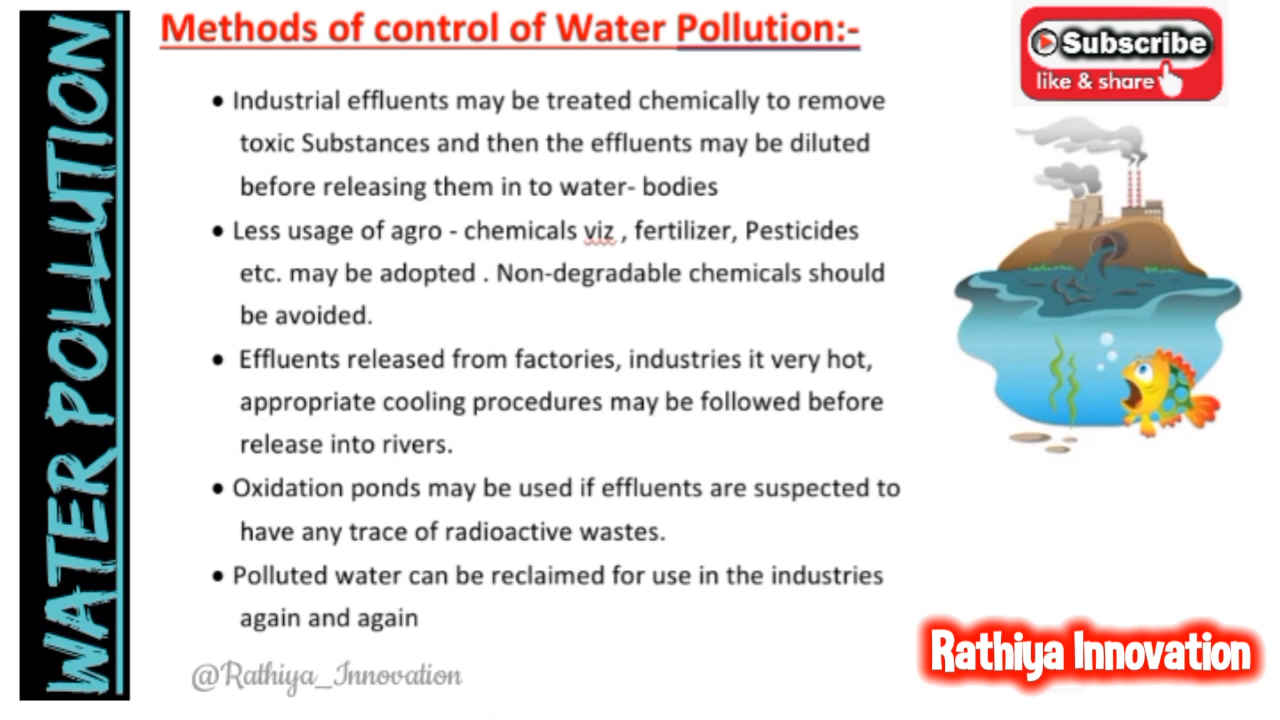 WATER POLLUTION
Methods of control of Water Pollution:-
• Industrial effluents may be treated chemically to remove
toxic Substances and then the effluents may be diluted
before releasing them in to water- bodies
• Less usage of agro - chemicals viz , fertilizer, Pesticides
etc. may be adopted . Non-degradable chemicals should
be avoided.
• Effluents released from factories, industries it very hot,
appropriate cooling procedures may be followed before
release into rivers.
• Oxidation ponds may be used if effluents are suspected to
have any trace of radioactive wastes.
• Polluted water can be reclaimed for use in the industries
again and again
@Rathiya_Innovation
Subscribe
like & share
Rathiya Innovation